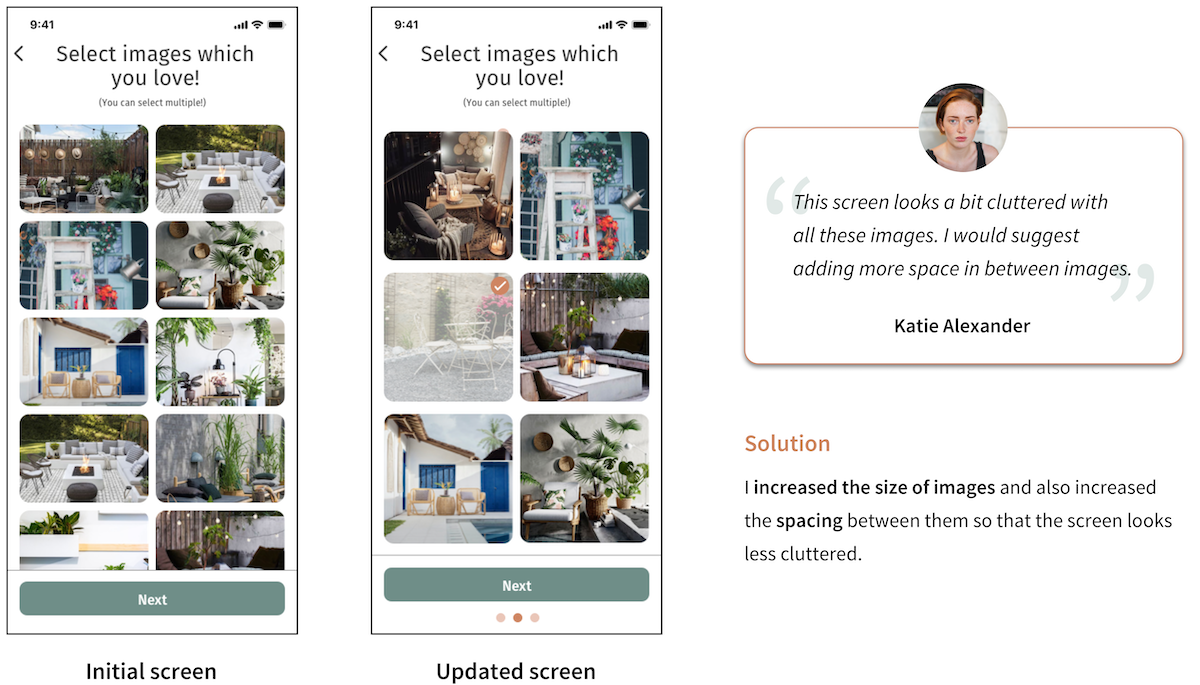 9:41
Select images which
you love!
(You can select multiple!)
Next
Initial screen
9:41
Select images which
you love!
(You can select multiple!)
Next
Updated screen
“This screen looks a bit cluttered with
all these images. I would suggest
adding more space in between images.”
Katie Alexander
Solution
I increased the size of images and also increased
the spacing between them so that the screen looks
less cluttered.